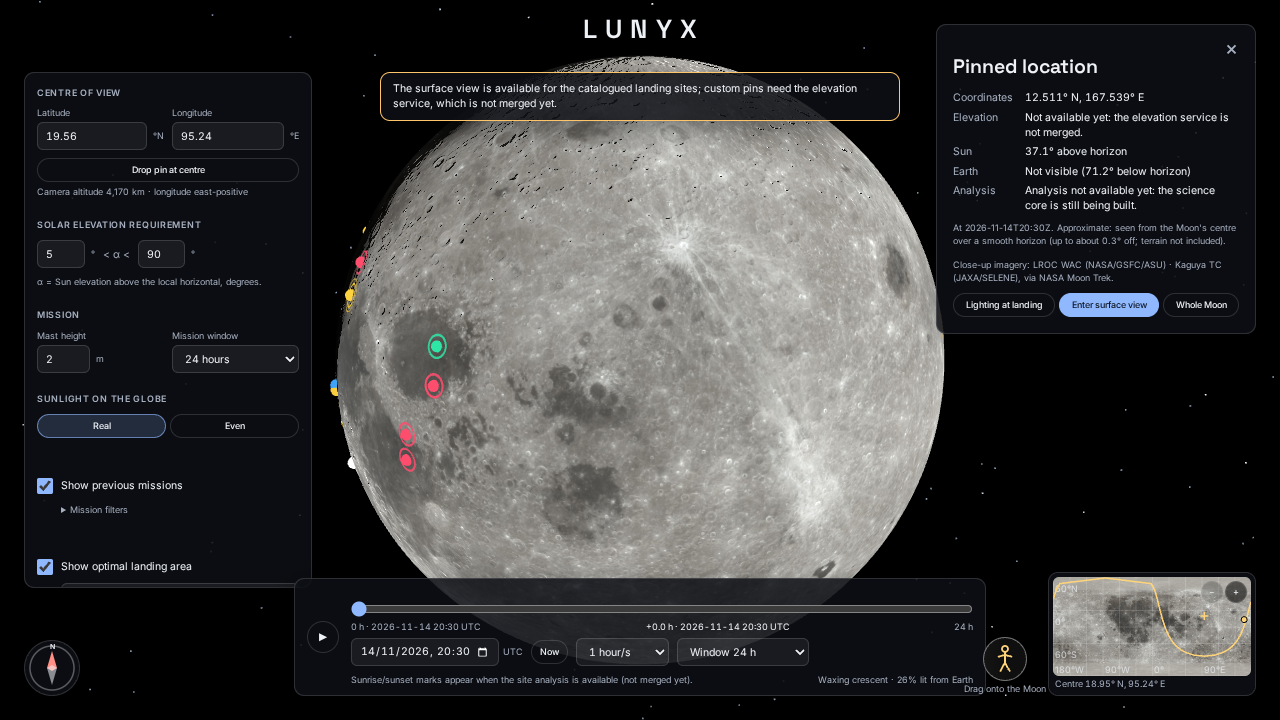 LUNYX
The surface view is available for the catalogued landing sites; custom pins need the elevation
service, which is not merged yet.
CENTRE OF VIEW
Latitude Longitude
19.56 °N 95.24 °E
Drop pin at centre
Camera altitude 4,170 km · longitude east-positive
SOLAR ELEVATION REQUIREMENT
5 ° < α < 90 °
α = Sun elevation above the local horizontal, degrees.
MISSION
Mast height Mission window
2 m 24 hours
SUNLIGHT ON THE GLOBE
Real Even
Show previous missions
Mission filters
Show optimal landing area
N
Pinned location
Coordinates 12.511° N, 167.539° E
Elevation Not available yet: the elevation service is
not merged.
Sun 37.1° above horizon
Earth Not visible (71.2° below horizon)
Analysis Analysis not available yet: the science
core is still being built.
At 2026-11-14T20:30Z. Approximate: seen from the Moon's centre
over a smooth horizon (up to about 0.3° off; terrain not included).
Close-up imagery: LROC WAC (NASA/GSFC/ASU) · Kaguya TC
(JAXA/SELENE), via NASA Moon Trek.
Lighting at landing Enter surface view Whole Moon
0 h · 2026-11-14 20:30 UTC +0.0 h · 2026-11-14 20:30 UTC 24 h
14/11/2026, 20:30 UTC Now 1 hour/s Window 24 h
Sunrise/sunset marks appear when the site analysis is available (not merged yet). Waxing crescent · 26% lit from Earth
Drag onto the Moon
60°N
0°
60°S
180°W 90°W 0° 90°E
Centre 18.95° N, 95.24° E